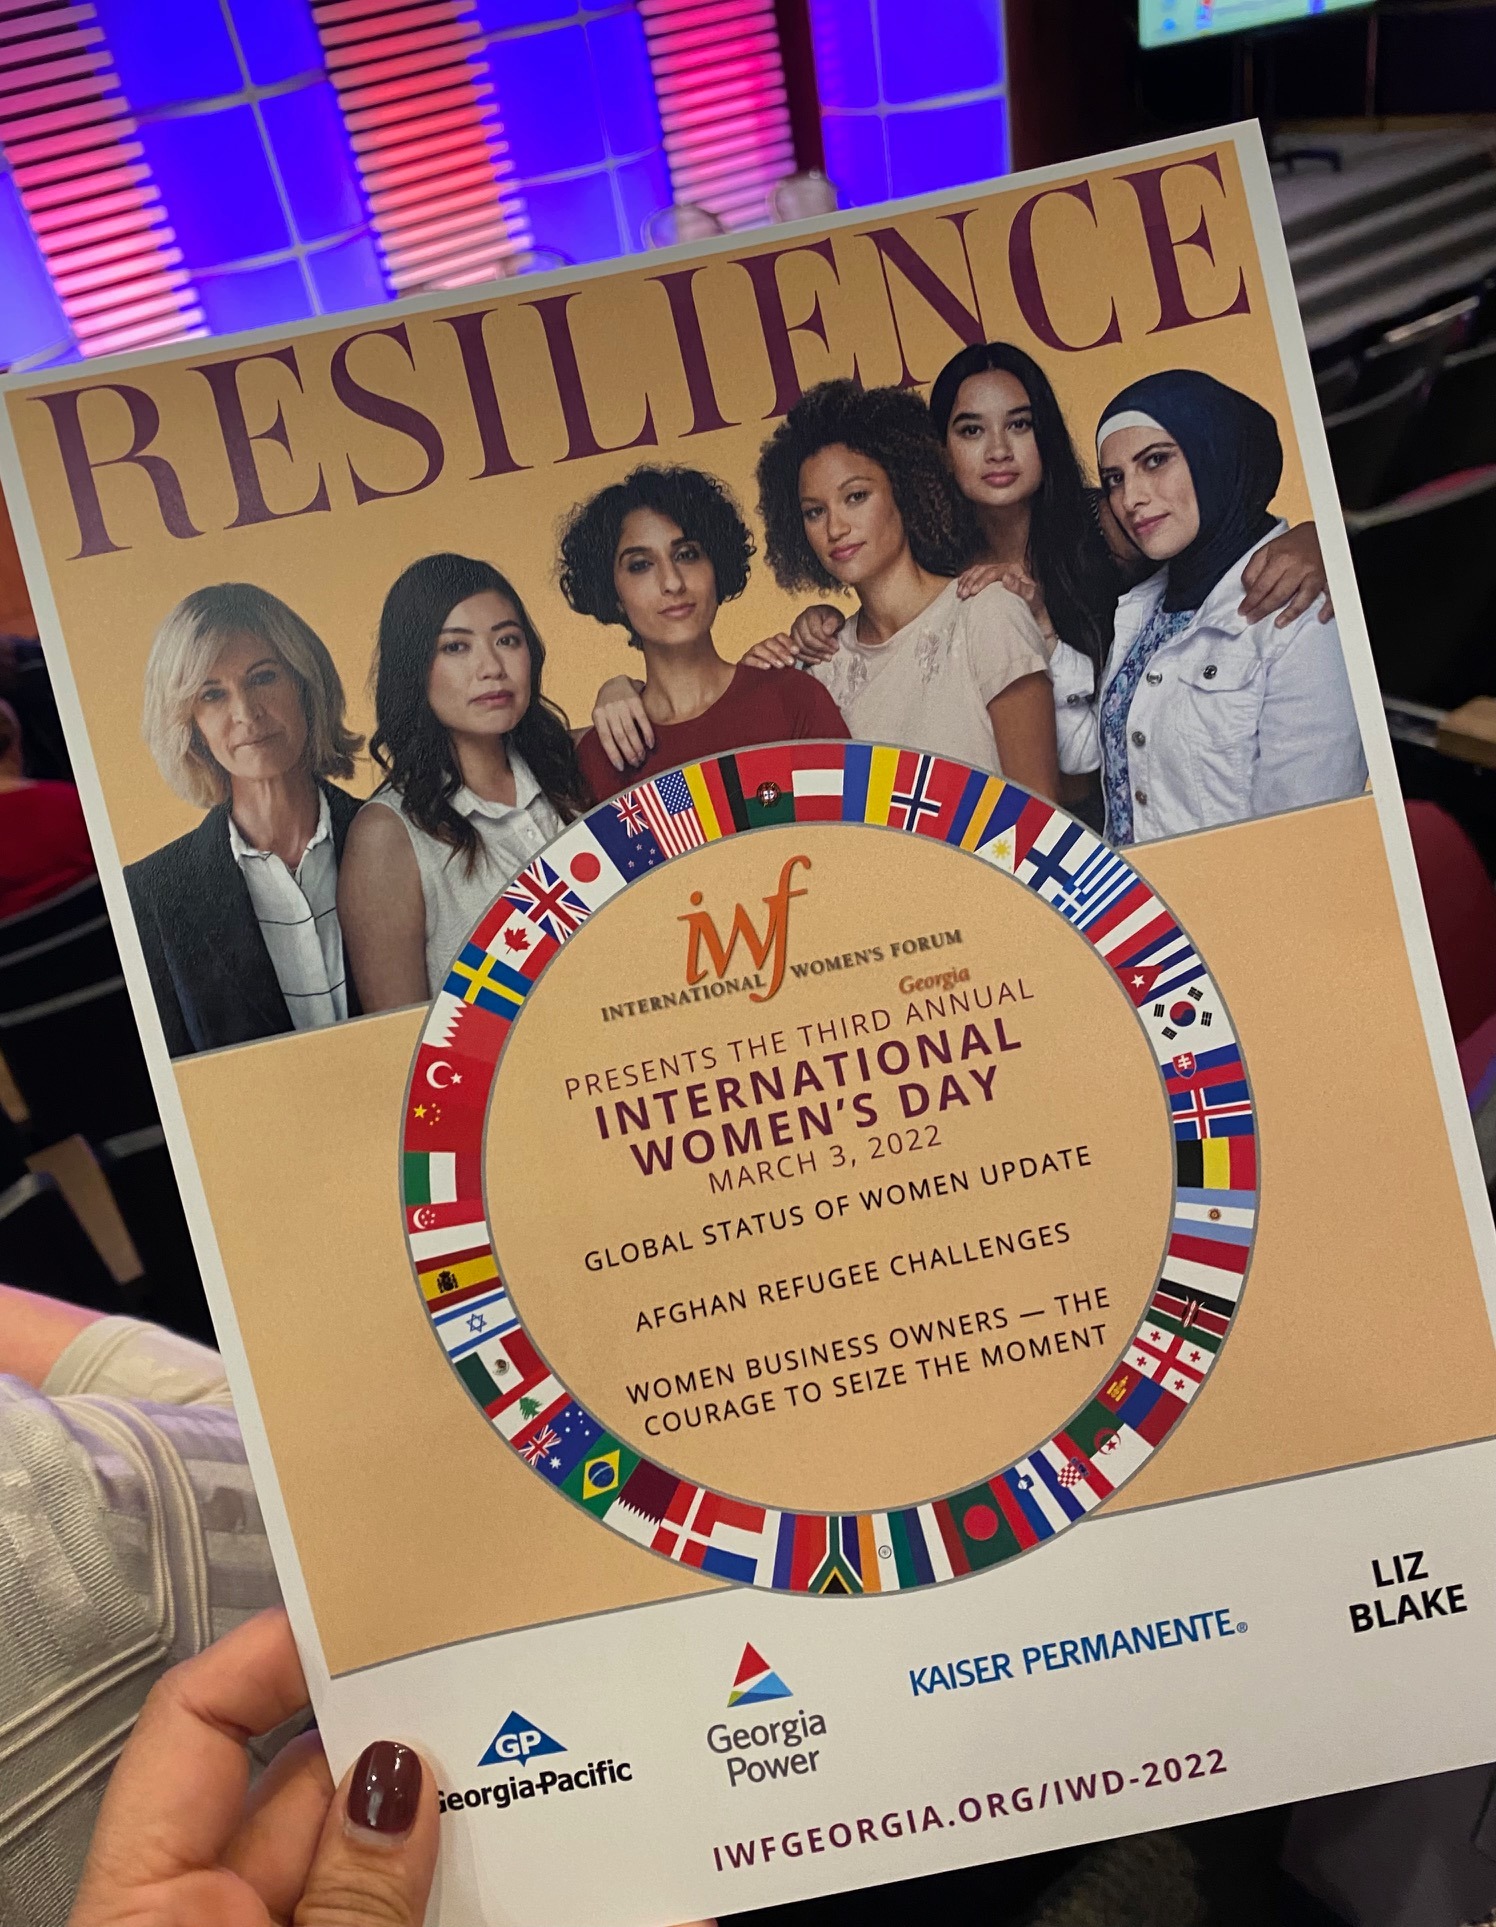 RESILIENCE
iwf
INTERNATIONAL WOMEN'S FORUM
Georgia
PRESENTS THE THIRD ANNUAL
INTERNATIONAL
WOMEN'S DAY
MARCH 3, 2022
GLOBAL STATUS OF WOMEN UPDATE
AFGHAN REFUGEE CHALLENGES
WOMEN BUSINESS OWNERS — THE
COURAGE TO SEIZE THE MOMENT
LIZ
BLAKE
KAISER PERMANENTE®
Georgia
Power
GP
Georgia-Pacific
IWFGEORGIA.ORG/IWD-2022